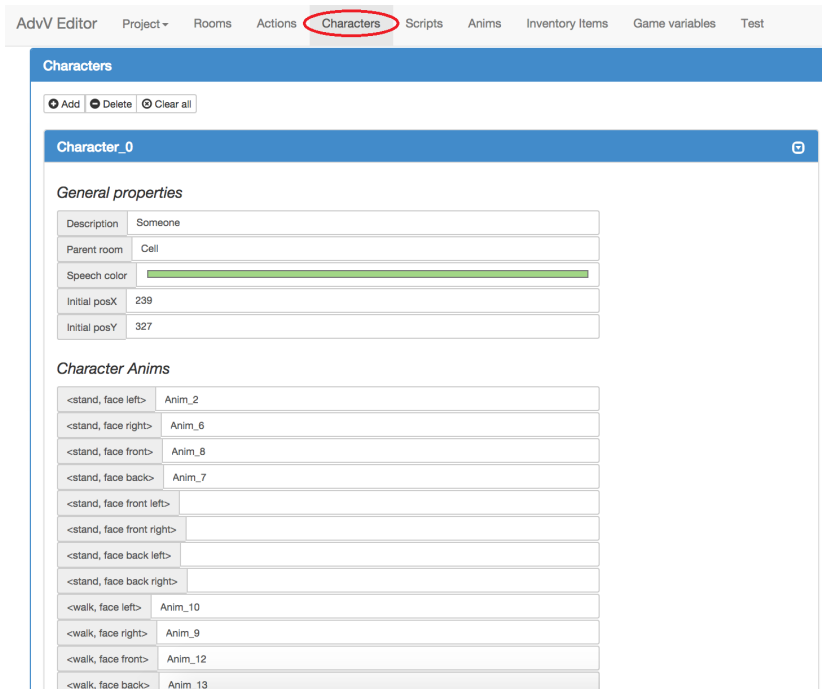 AdvV Editor Project Rooms Actions Characters Scripts Anims Inventory Items Game variables Test
Characters
Add Delete Clear all
Character_0
General properties
Description Someone
Parent room Cell
Speech color
Initial posX 239
Initial posY 327
Character Anims
<stand, face left> Anim_2
<stand, face right> Anim_6
<stand, face front> Anim_8
<stand, face back> Anim_7
<stand, face front left>
<stand, face front right>
<stand, face back left>
<stand, face back right>
<walk, face left> Anim_10
<walk, face right> Anim_9
<walk, face front> Anim_12
<walk, face back> Anim_13